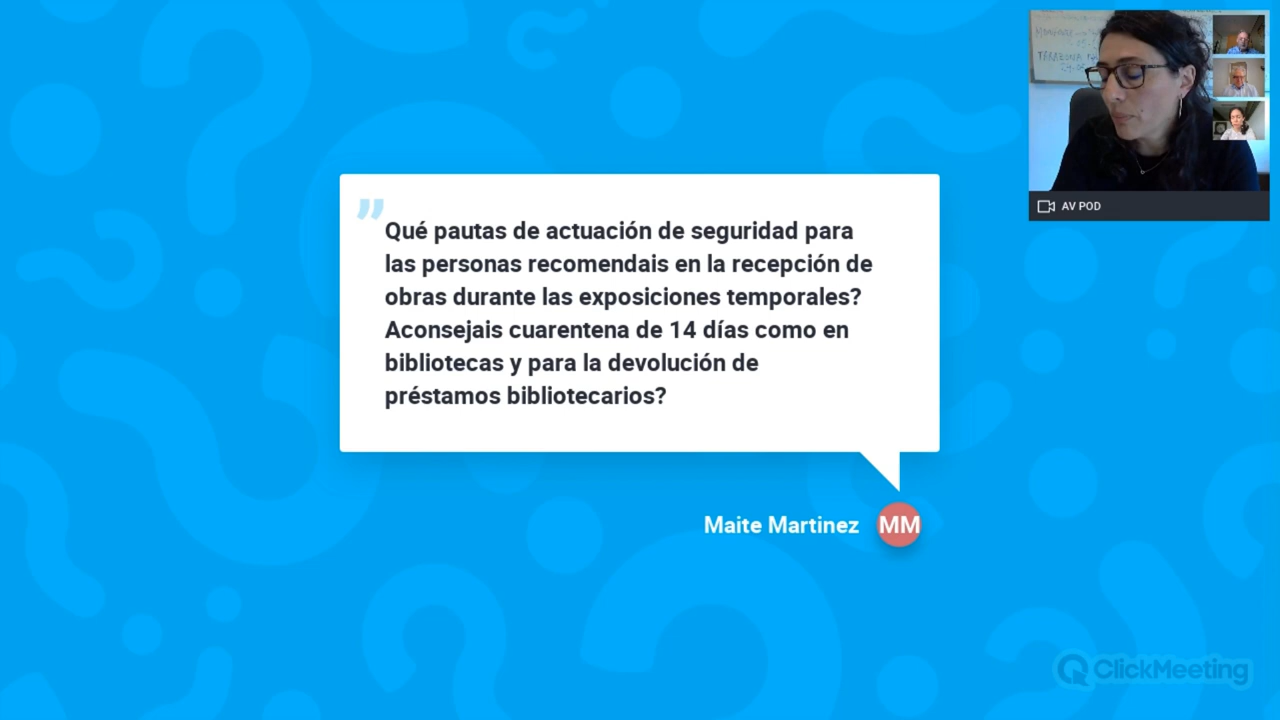 Qué pautas de actuación de seguridad para
las personas recomendais en la recepción de
obras durante las exposiciones temporales?
Aconsejais cuarentena de 14 días como en
bibliotecas y para la devolución de
préstamos bibliotecarios?
Maite Martinez
MM
AV POD
ClickMeeting